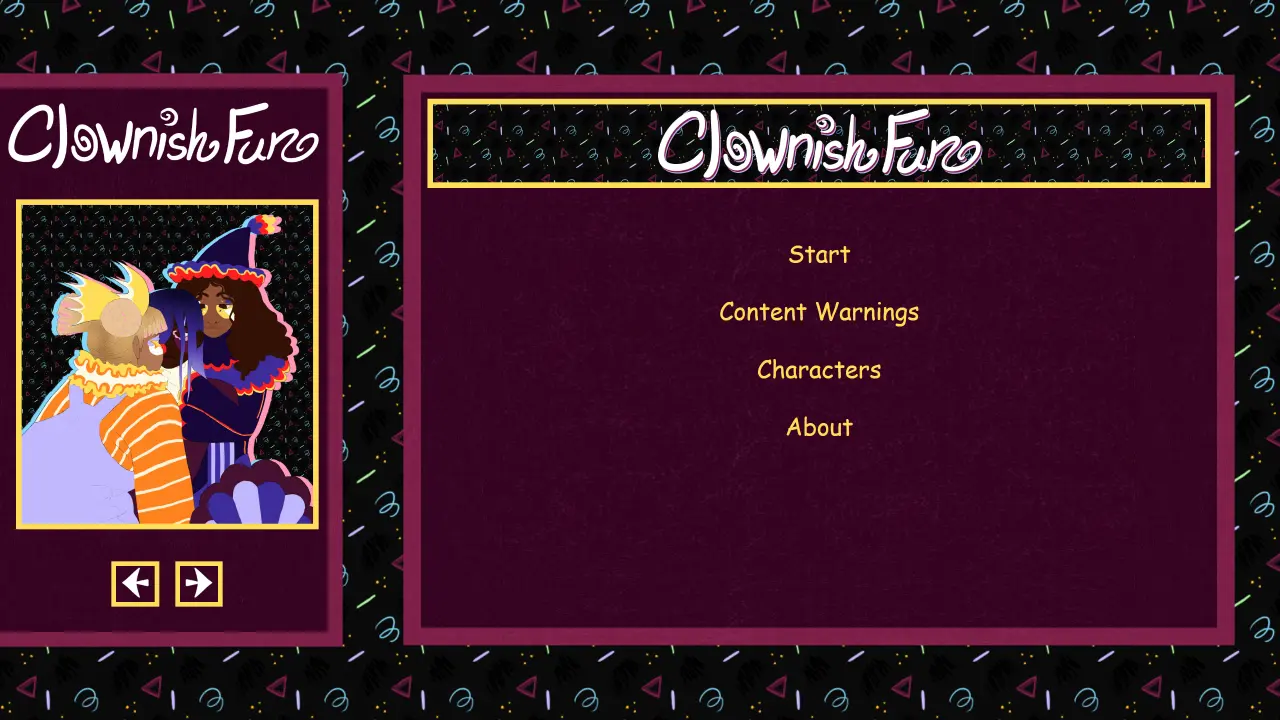 Clownish Fun
Clownish Fun
Start
Content Warnings
Characters
About